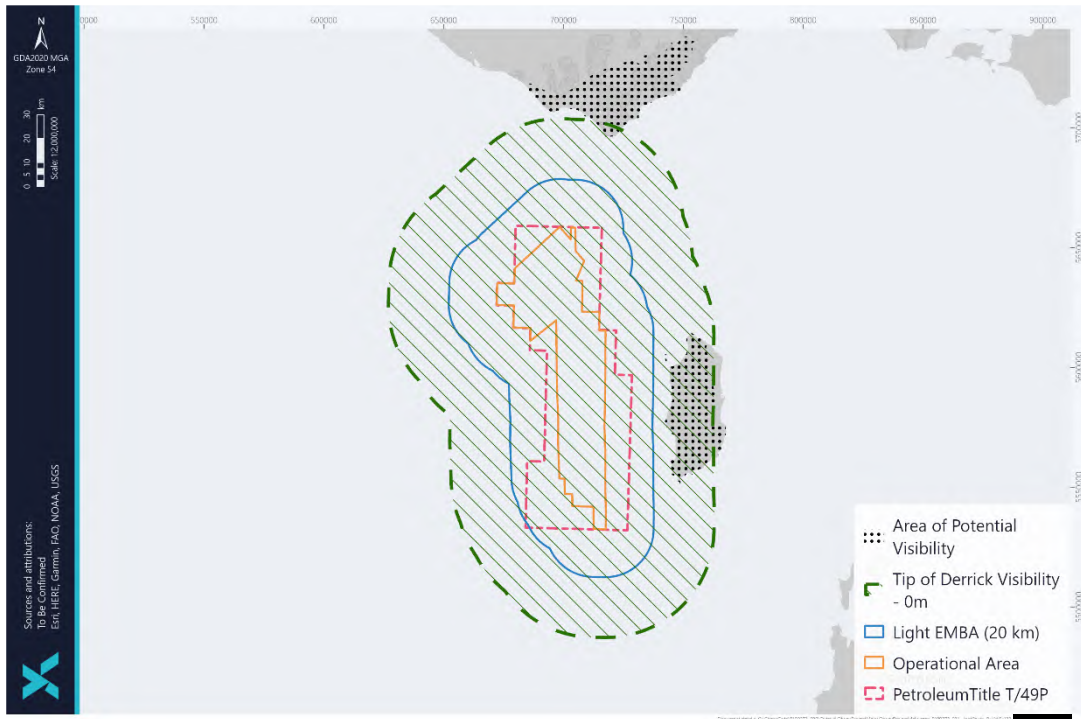 N
GDA2020 MGA
Zone 54
0 5 10 20 30
km
Scale: 1:2,000,000
Sources and attributions:
To Be Confirmed
Esri, HERE, Garmin, FAO, NOAA, USGS
550000 600000 650000 700000 750000 800000 850000 900000
5650000
5600000
Area of Potential
Visibility
Tip of Derrick Visibility
- 0m
Light EMBA (20 km)
Operational Area
PetroleumTitle T/49P